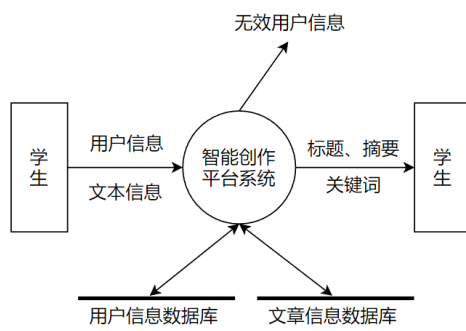 无效用户信息
学生
用户信息
文本信息
智能创作
平台系统
标题、摘要
关键词
学生
用户信息数据库
文章信息数据库